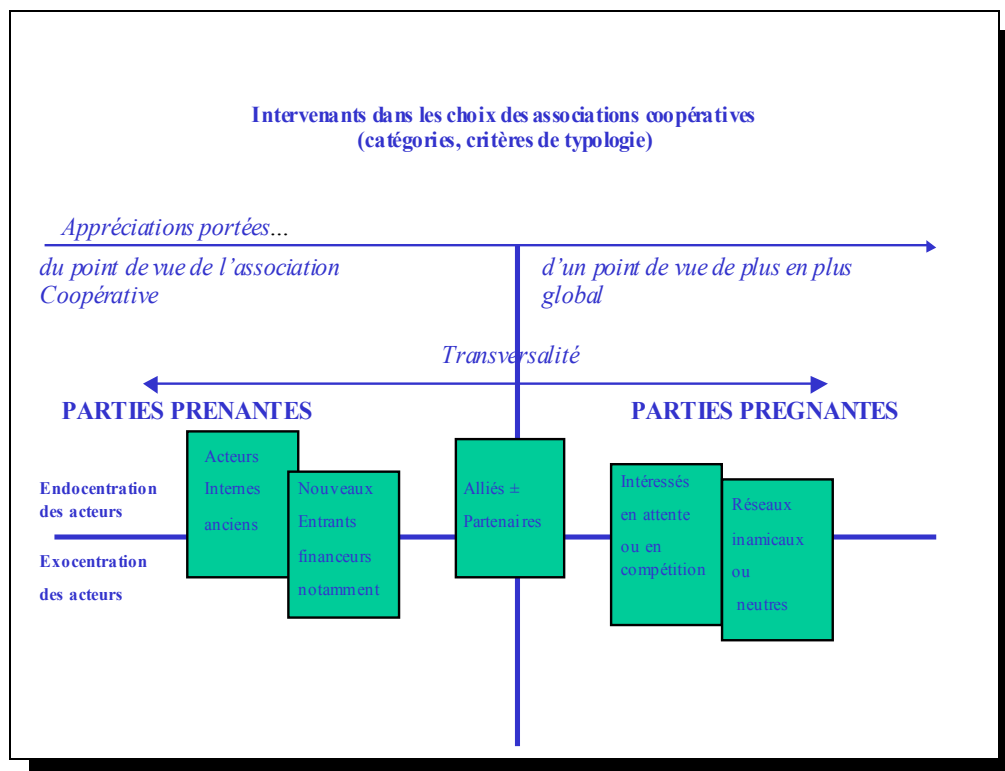 Intervenants dans les choix des associations coopératives
(catégories, critères de typologie)
Appréciations portées...
du point de vue de l’association
Coopérative
d’un point de vue de plus en plus
global
Transversalité
PARTIES PRENANTES
PARTIES PREGNANTES
Endocentration
des acteurs
Exocentration
des acteurs
Acteurs
Internes
anciens
Nouveaux
Entrants
financeurs
notamment
Alliés ±
Partenaires
Intéressés
en attente
ou en
compétition
Réseaux
inamicaux
ou
neutres